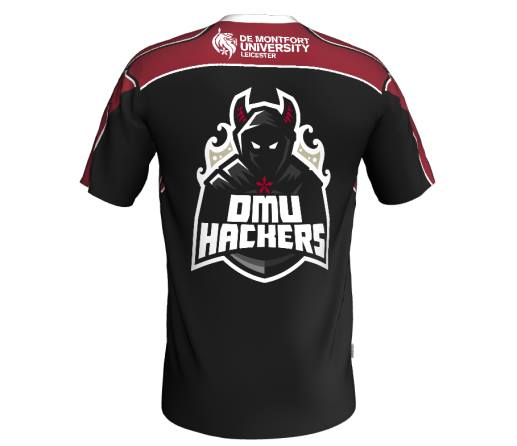 DE MONTFORT
UNIVERSITY
LEICESTER
DMU
HACKERS